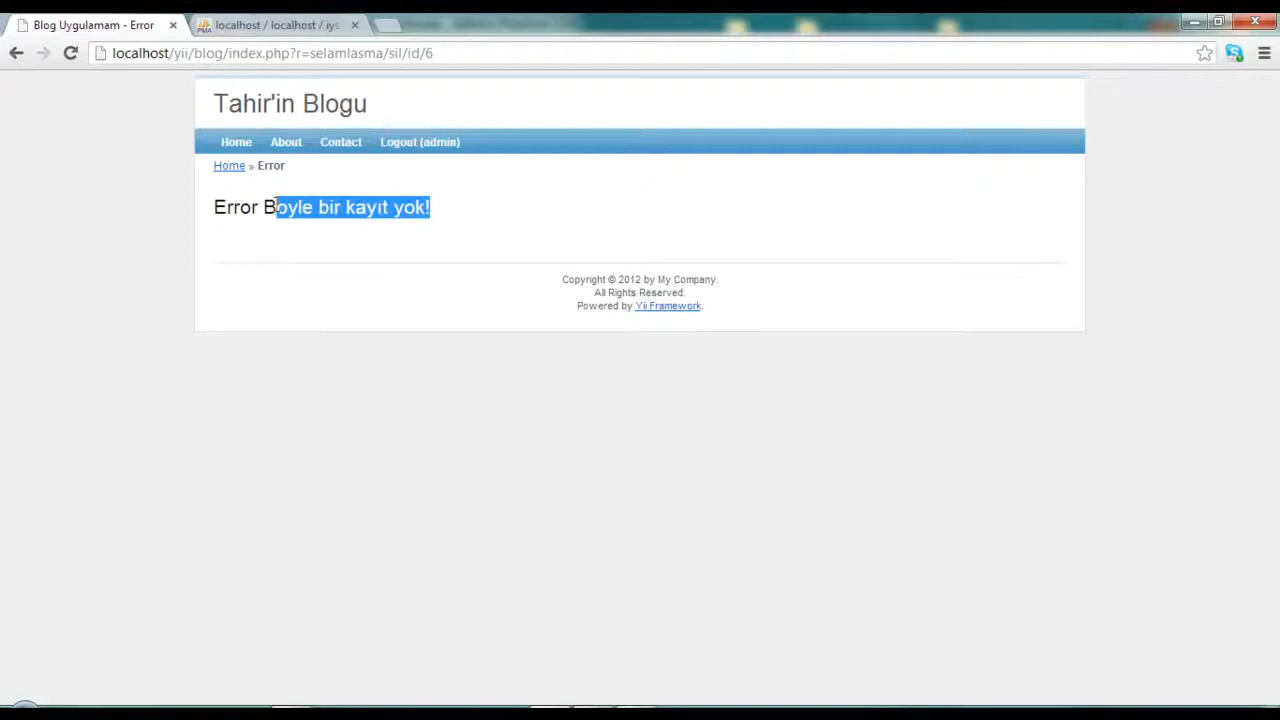 Blog Uygulamam - Error
localhost / localhost / iys
localhost/yii/blog/index.php?r=selamlasma/sil/id/6
Tahir'in Blogu
Home About Contact Logout (admin)
Home » Error
Error Boyle bir kayıt yok!
Copyright © 2012 by My Company.
All Rights Reserved.
Powered by Yii Framework.